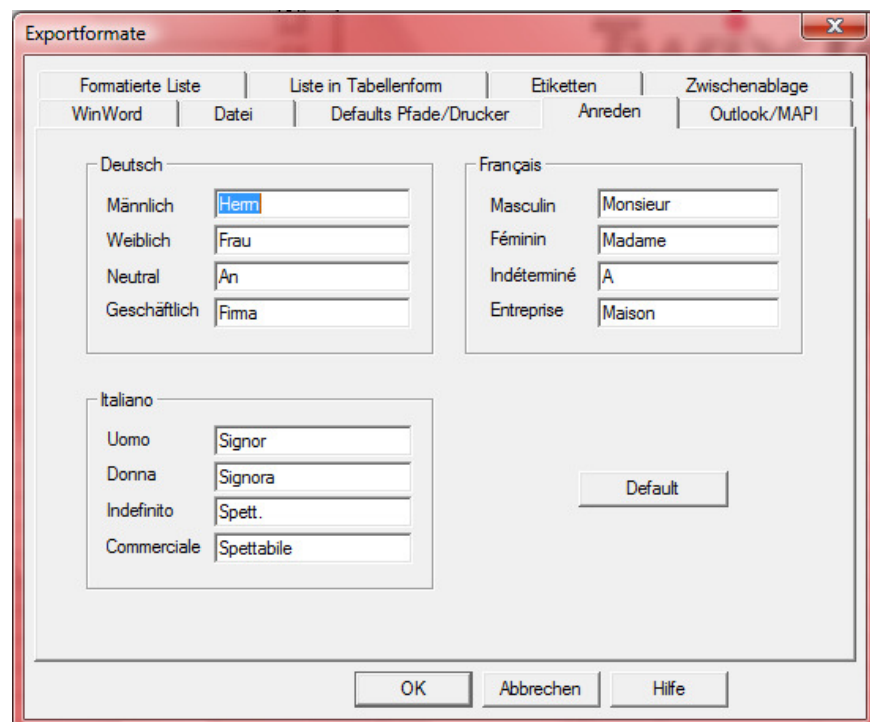 Exportformate
Formatierte Liste Liste in Tabellenform Etiketten Zwischenablage
WinWord Datei Defaults Pfade/Drucker Anreden Outlook/MAPI
Deutsch
Männlich Herrn
Weiblich Frau
Neutral An
Geschäftlich Firma
Français
Masculin Monsieur
Féminin Madame
Indéterminé A
Entreprise Maison
Italiano
Uomo Signor
Donna Signora
Indefinito Spett.
Commerciale Spettabile
Default
OK Abbrechen Hilfe